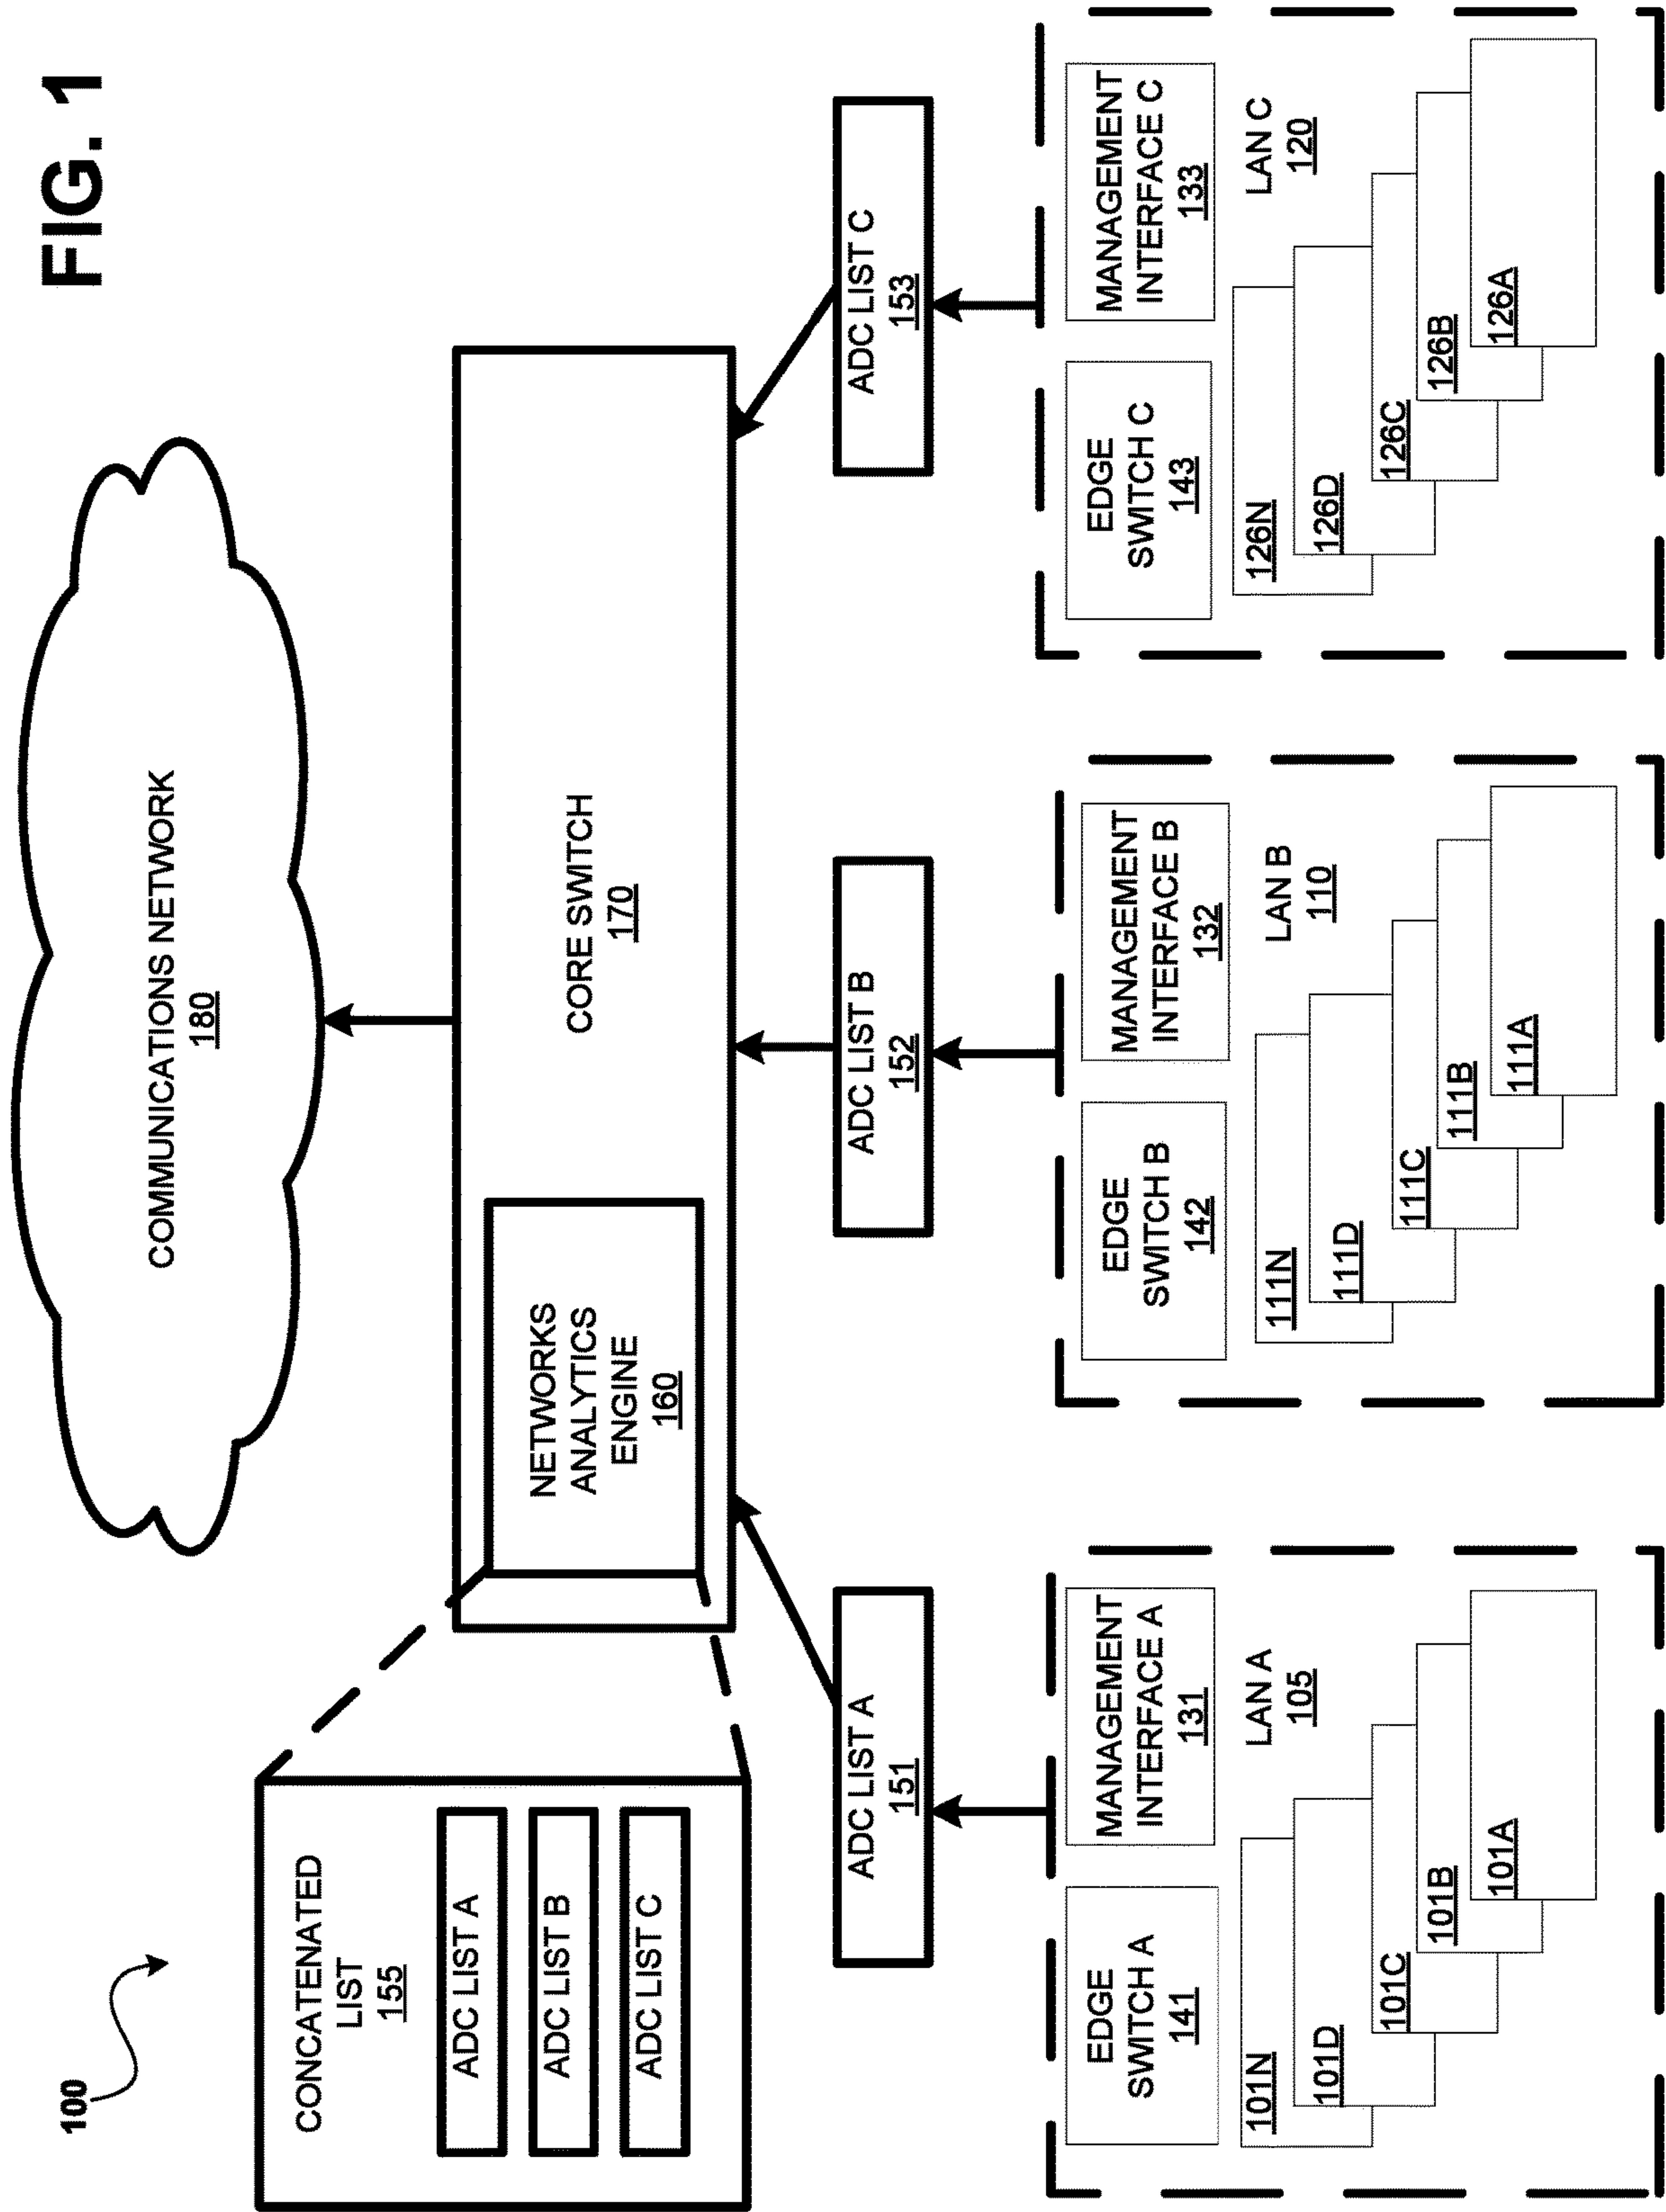 FIG. 1
100
COMMUNICATIONS NETWORK
180
CONCATENATED
LIST
155
ADC LIST A
ADC LIST B
ADC LIST C
NETWORKS
ANALYTICS
ENGINE
160
CORE SWITCH
170
ADC LIST A
151
ADC LIST B
152
ADC LIST C
153
EDGE
SWITCH A
141
MANAGEMENT
INTERFACE A
131
LAN A
105
101N
101D
101C
101B
101A
EDGE
SWITCH B
142
MANAGEMENT
INTERFACE B
132
LAN B
110
111N
111D
111C
111B
111A
EDGE
SWITCH C
143
MANAGEMENT
INTERFACE C
133
LAN C
120
126N
126D
126C
126B
126A